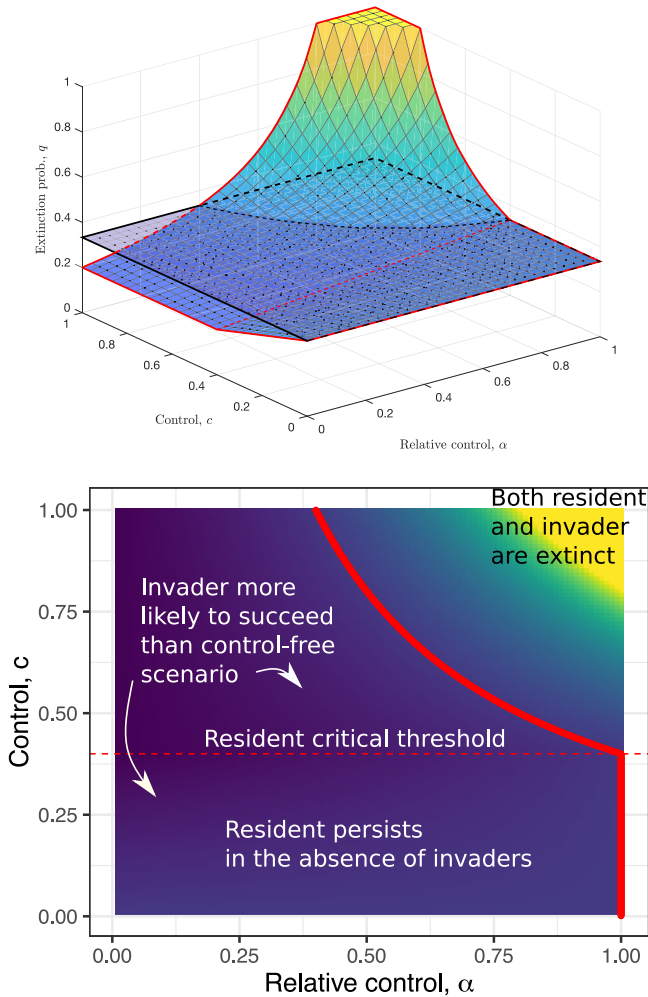 Extinction prob., q
1
0.8
0.6
0.4
0.2
0
1
0.8
0.6
0.4
0.2
0
Control, c
0
0.2
0.4
0.6
0.8
1
Relative control, α
Both resident
and invader
are extinct
Invader more
likely to succeed
than control-free
scenario
Resident critical threshold
Resident persists
in the absence of invaders
Control, c
1.00
0.75
0.50
0.25
0.00
0.00 0.25 0.50 0.75 1.00
Relative control, α